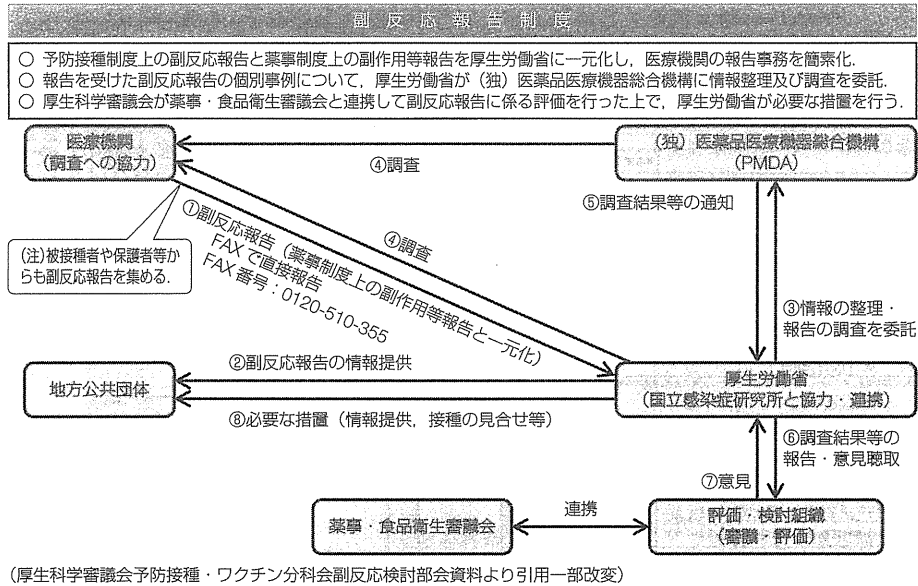 副反応報告制度
○ 予防接種制度上の副反応報告と薬事制度上の副作用等報告を厚生労働省に一元化し，医療機関の報告事務を簡素化．
○ 報告を受けた副反応報告の個別事例について，厚生労働省が（独）医薬品医療機器総合機構に情報整理及び調査を委託．
○ 厚生科学審議会が薬事・食品衛生審議会と連携して副反応報告に係る評価を行った上で，厚生労働省が必要な措置を行う．
医療機関
（調査への協力）
（独）医薬品医療機器総合機構
（PMDA）
④調査
⑤調査結果等の通知
④調査
①副反応報告（薬事制度上の副作用等報告と一元化）
FAXで直接報告
FAX番号：0120-510-355
（注）被接種者や保護者等か
らも副反応報告を集める．
③情報の整理・
報告の調査を委託
②副反応報告の情報提供
地方公共団体
厚生労働省
（国立感染症研究所と協力・連携）
⑧必要な措置（情報提供，接種の見合せ等）
⑥調査結果等の
報告・意見聴取
⑦意見
薬事・食品衛生審議会
連携
評価・検討組織
（審議・評価）
（厚生科学審議会予防接種・ワクチン分科会副反応検討部会資料より引用一部改変）